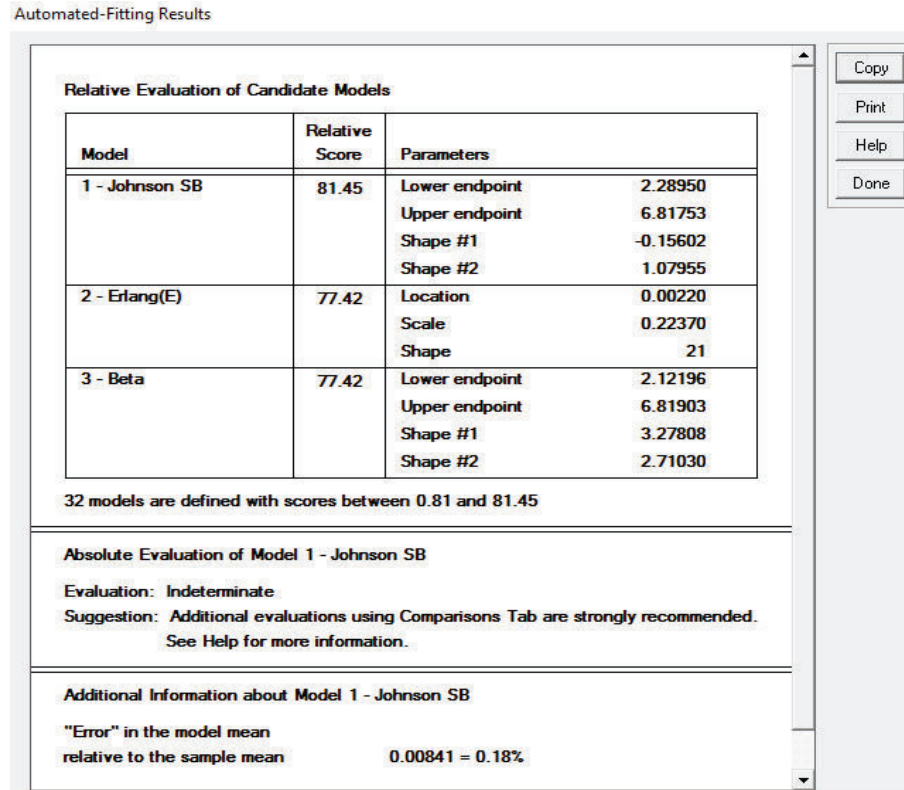 Automated-Fitting Results
Copy
Print
Help
Done
Relative Evaluation of Candidate Models
Model Relative Score Parameters
1 - Johnson SB 81.45 Lower endpoint 2.28950
Upper endpoint 6.81753
Shape #1 -0.15602
Shape #2 1.07955
2 - Erlang(E) 77.42 Location 0.00220
Scale 0.22370
Shape 21
3 - Beta 77.42 Lower endpoint 2.12196
Upper endpoint 6.81903
Shape #1 3.27808
Shape #2 2.71030
32 models are defined with scores between 0.81 and 81.45
Absolute Evaluation of Model 1 - Johnson SB
Evaluation: Indeterminate
Suggestion: Additional evaluations using Comparisons Tab are strongly recommended.
See Help for more information.
Additional Information about Model 1 - Johnson SB
"Error" in the model mean
relative to the sample mean 0.00841 = 0.18%